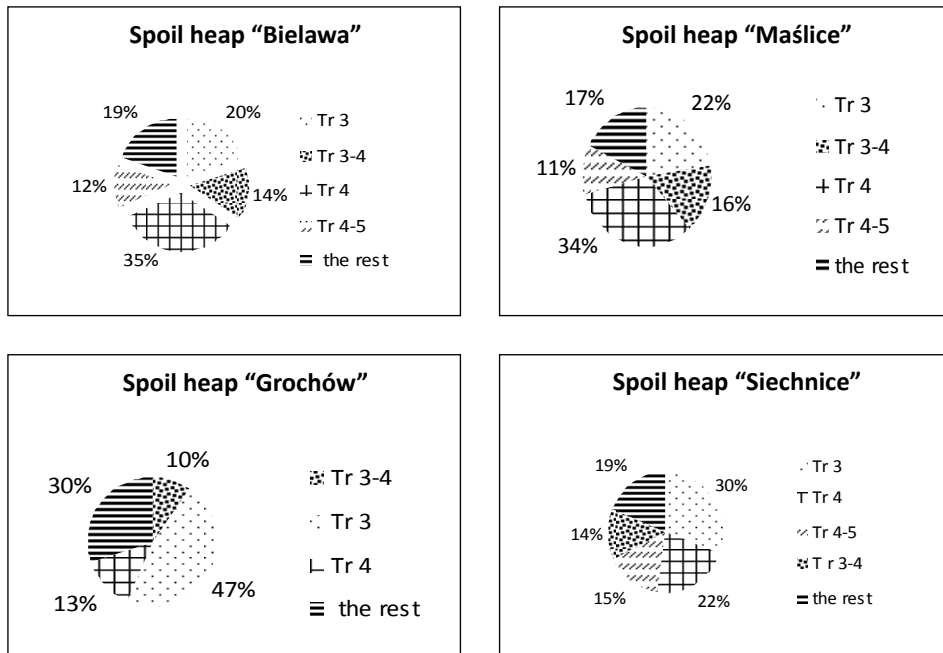 Spoil heap “Bielawa”
19%
20%
12%
14%
35%
Tr 3
Tr 3-4
Tr 4
Tr 4-5
the rest
Spoil heap “Maślice”
17%
22%
11%
16%
34%
Tr 3
Tr 3-4
Tr 4
Tr 4-5
the rest
Spoil heap “Grochów”
10%
30%
13%
47%
Tr 3-4
Tr 3
Tr 4
the rest
Spoil heap “Siechnice”
19%
30%
14%
15%
22%
Tr 3
Tr 4
Tr 4-5
T r 3-4
the rest